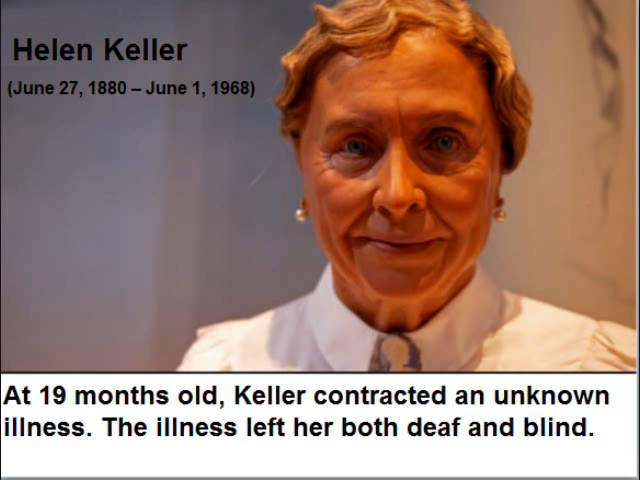 Helen Keller
(June 27, 1880 – June 1, 1968)
At 19 months old, Keller contracted an unknown
illness. The illness left her both deaf and blind.